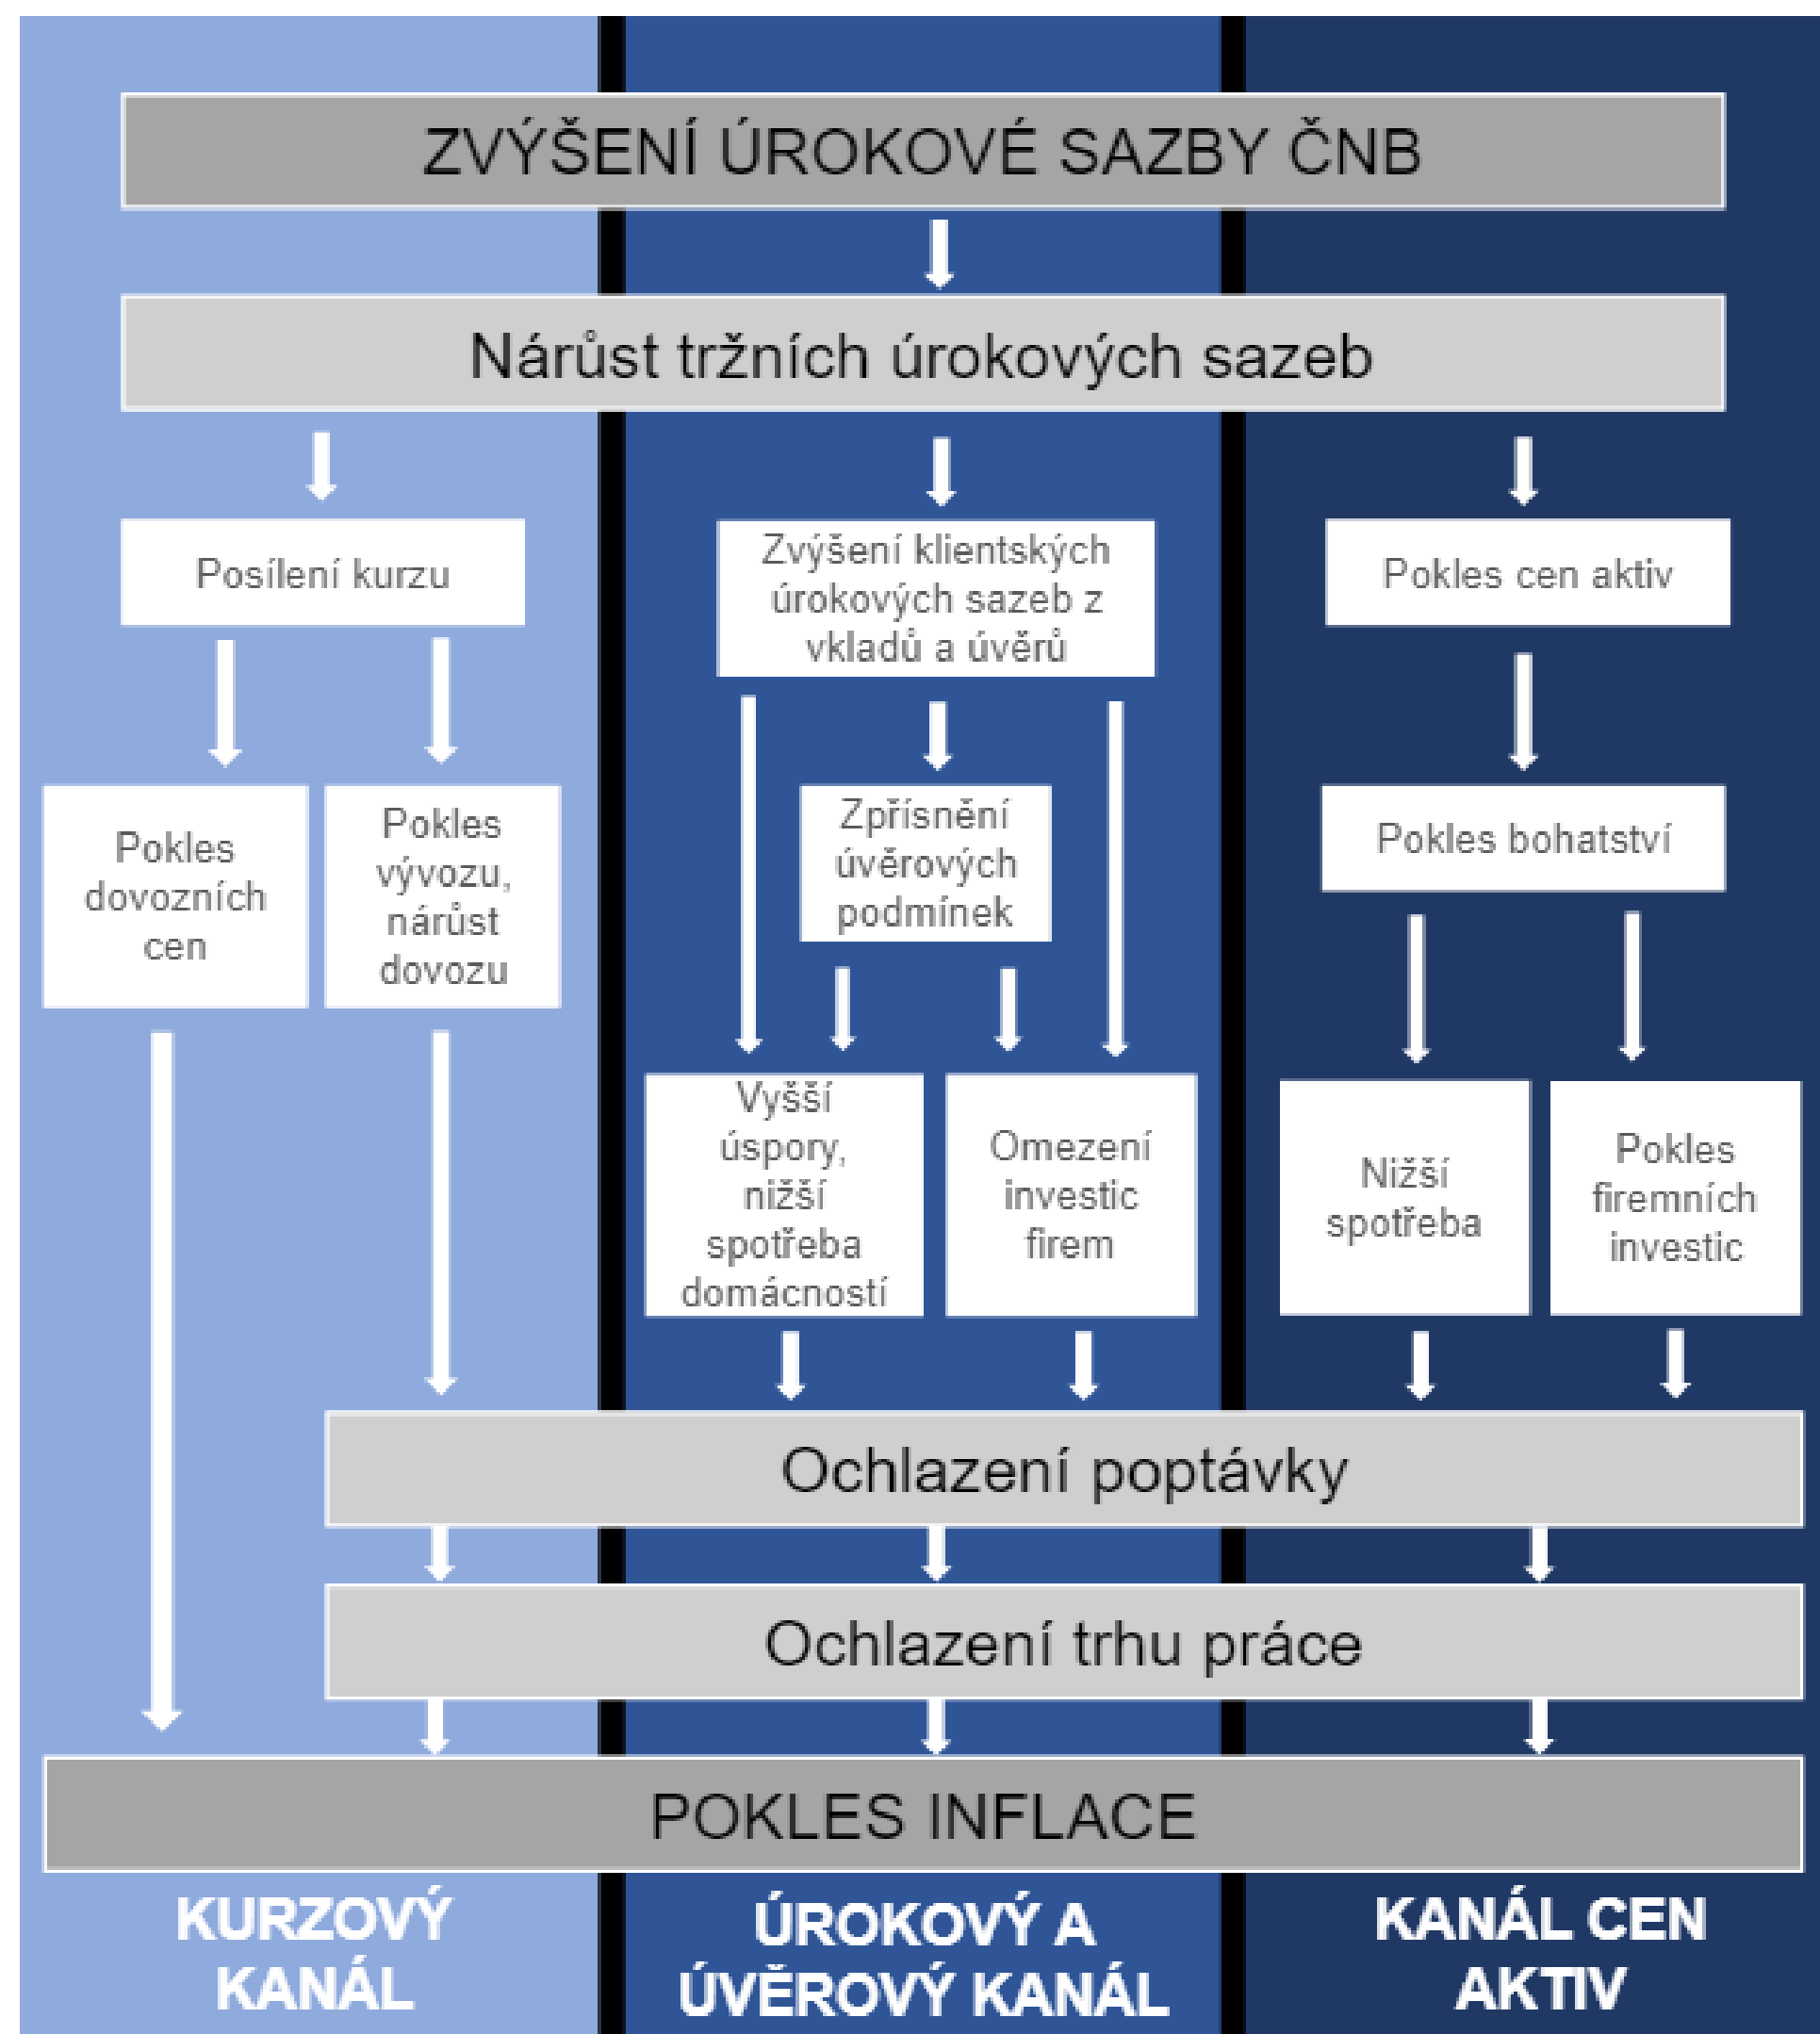 ZVÝŠENÍ ÚROKOVÉ SAZBY ČNB
Nárůst tržních úrokových sazeb
Posílení kurzu
Zvýšení klientských
úrokových sazeb z
vkladů a úvěrů
Pokles cen aktiv
Pokles
dovozních
cen
Pokles
vývozu,
nárůst
dovozu
Zpřísnění
úvěrových
podmínek
Pokles bohatství
Vyšší
úspory,
nižší
spotřeba
domácností
Omezení
investic
firem
Nižší
spotřeba
Pokles
firemních
investic
Ochlazení poptávky
Ochlazení trhu práce
POKLES INFLACE
KURZOVÝ
KANÁL
ÚROKOVÝ A
ÚVĚROVÝ KANÁL
KANÁL CEN
AKTIV